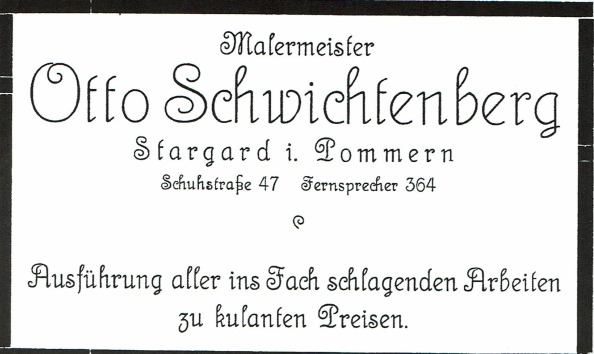 Malermeister
Otto Schwichtenberg
Stargard i. Pommern
Schuhstraße 47 Fernsprecher 364
Ausführung aller ins Fach schlagenden Arbeiten
zu kulanten Preisen.